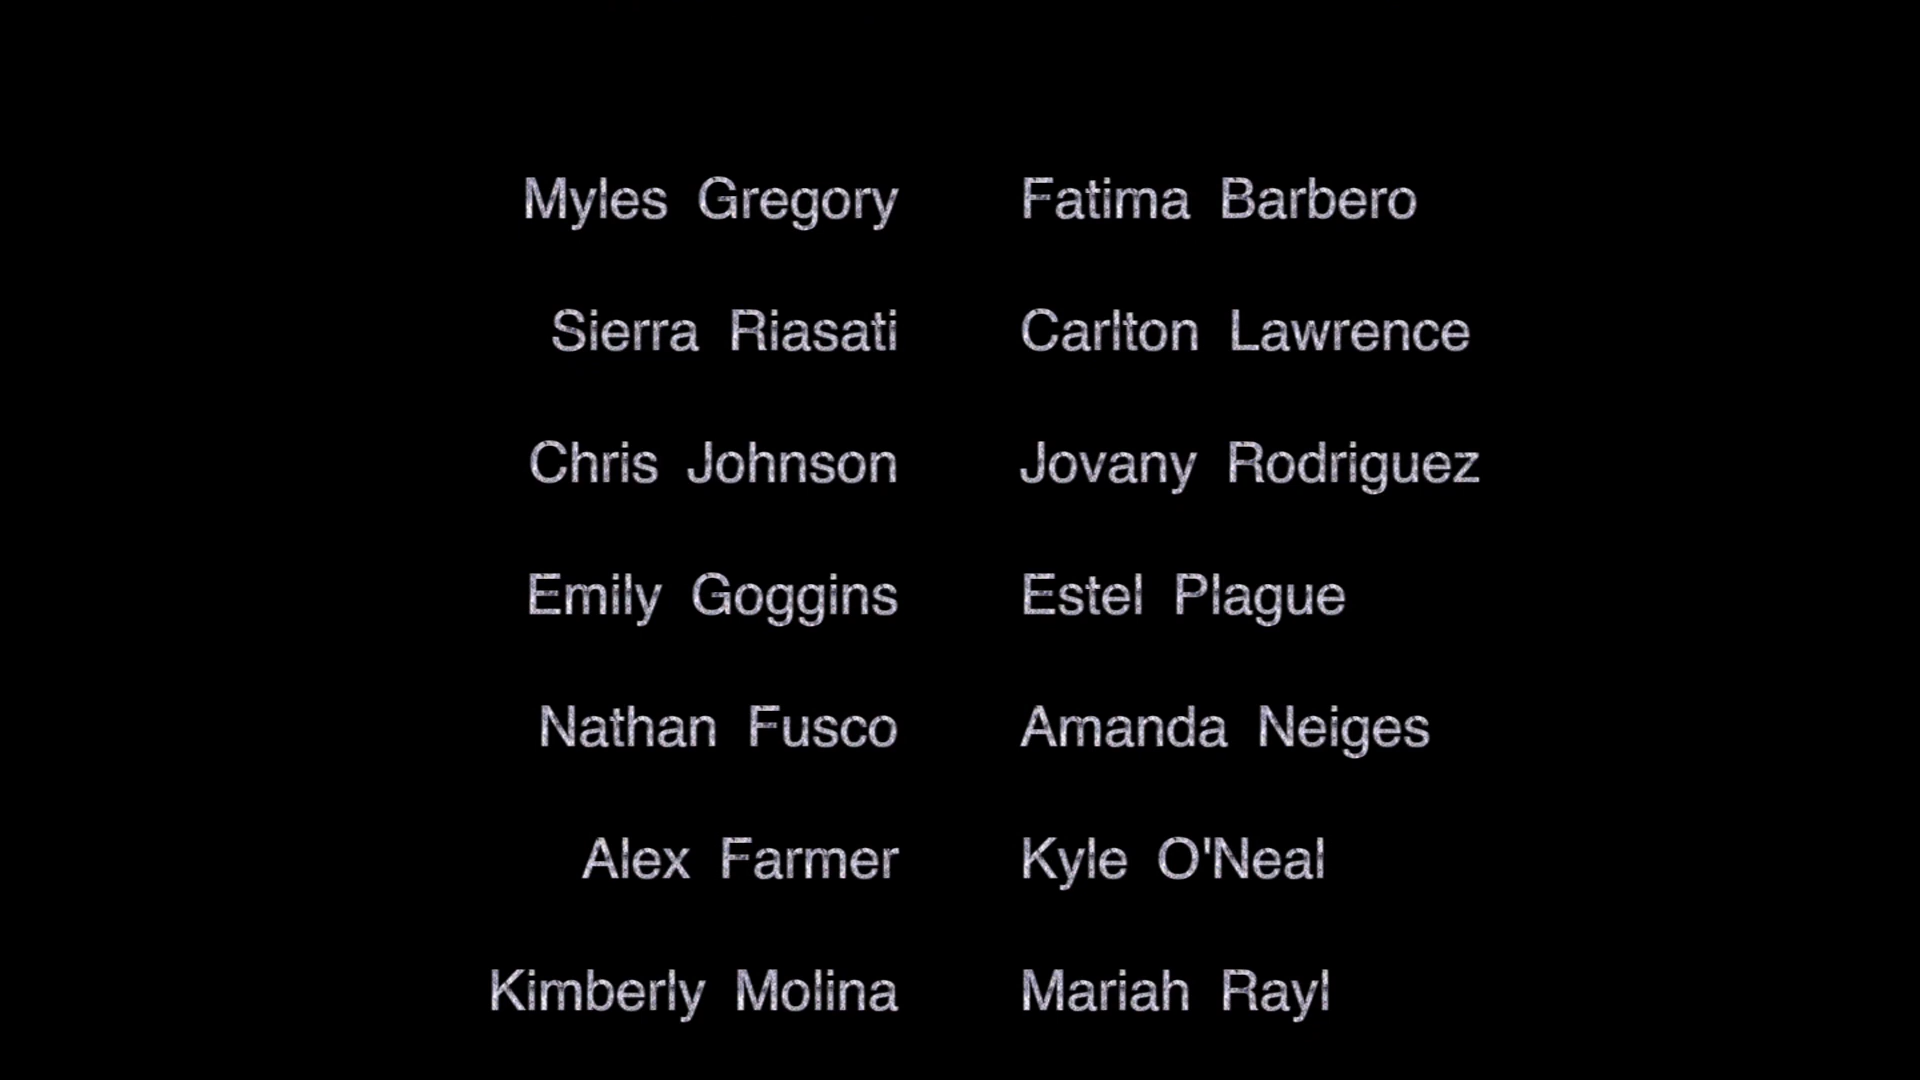 Myles Gregory Fatima Barbero
Sierra Riasati Carlton Lawrence
Chris Johnson Jovany Rodriguez
Emily Goggins Estel Plague
Nathan Fusco Amanda Neiges
Alex Farmer Kyle O'Neal
Kimberly Molina Mariah Rayl